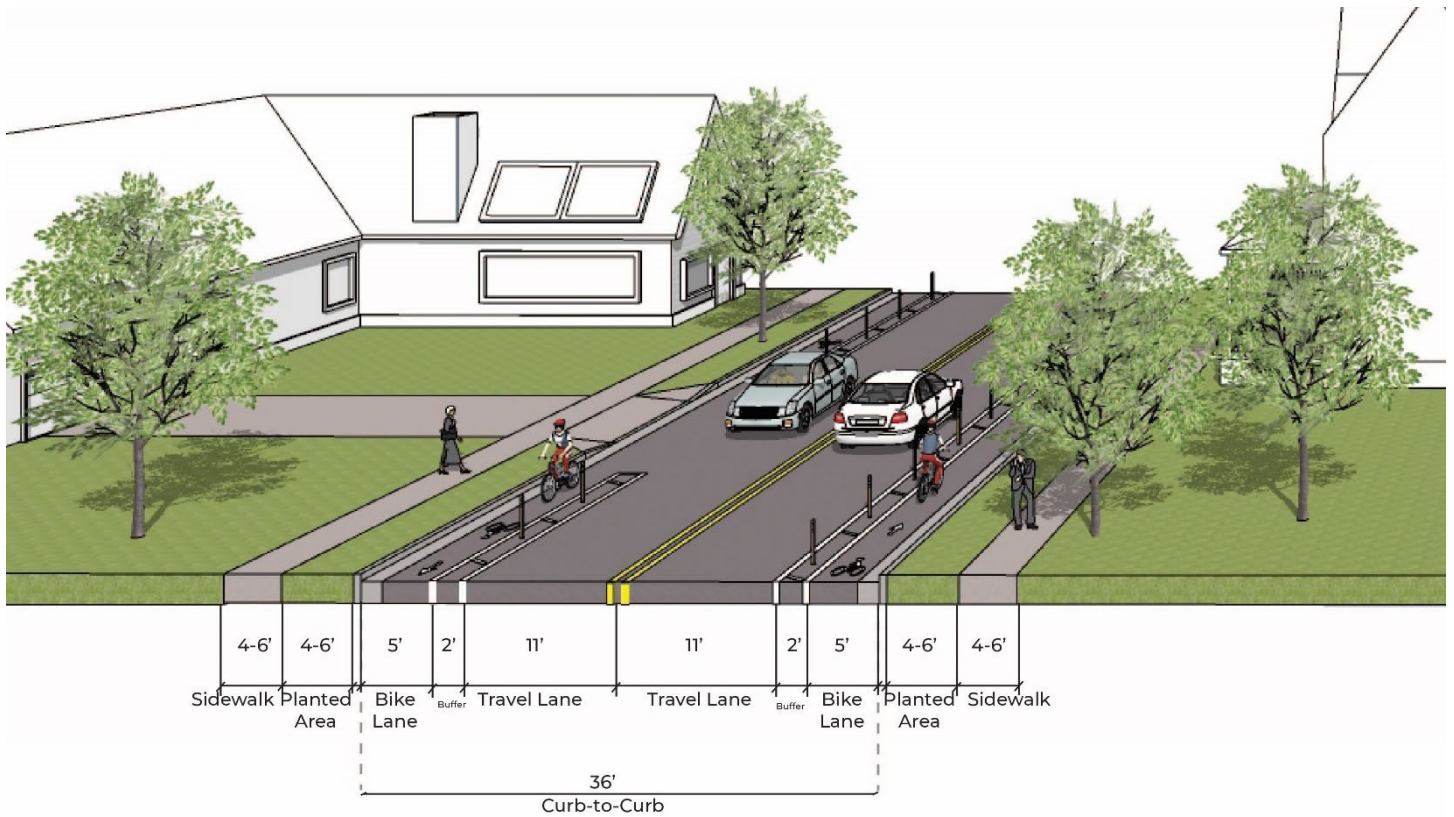 4-6’ 4-6’ 5’ 2’ 11’ 11’ 2’ 5’ 4-6’ 4-6’
Sidewalk Planted Bike Buffer Travel Lane Travel Lane Buffer Bike Planted Sidewalk
Area Lane Lane Area
36’
Curb-to-Curb